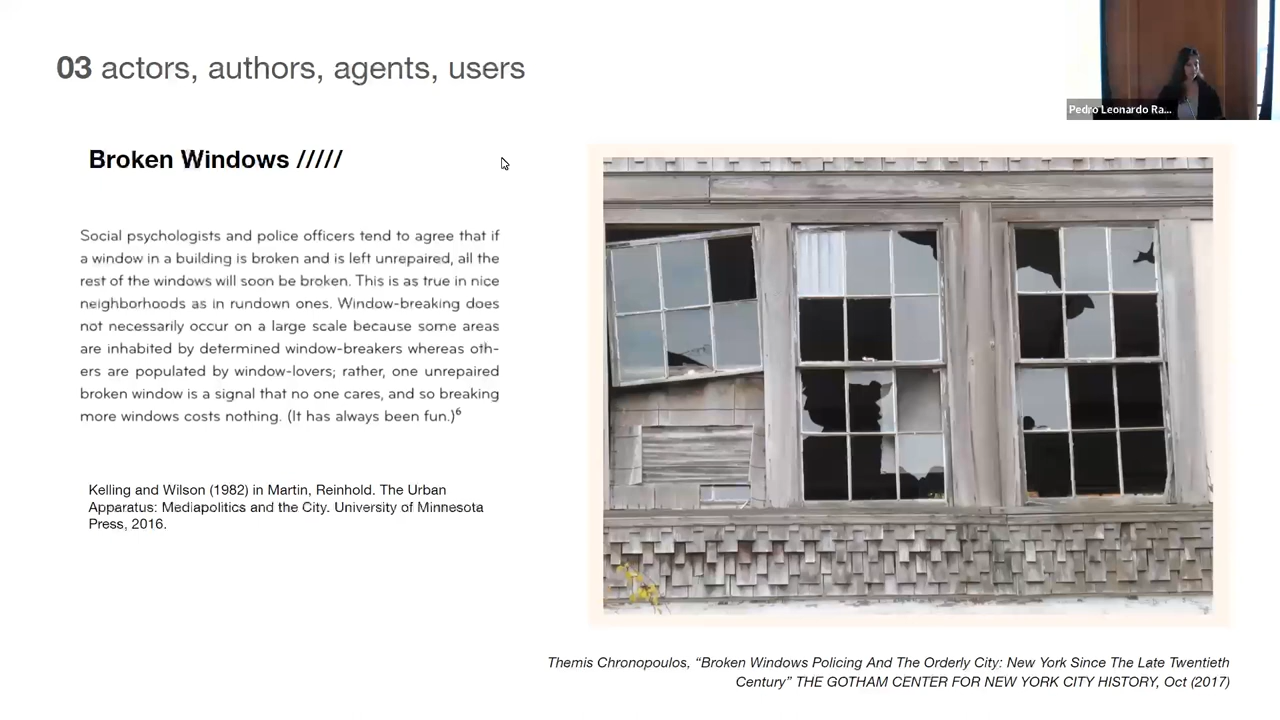 03 actors, authors, agents, users
Pedro Leonardo Ra...
Broken Windows /////
Social psychologists and police officers tend to agree that if
a window in a building is broken and is left unrepaired, all the
rest of the windows will soon be broken. This is as true in nice
neighborhoods as in rundown ones. Window-breaking does
not necessarily occur on a large scale because some areas
are inhabited by determined window-breakers whereas oth-
ers are populated by window-lovers; rather, one unrepaired
broken window is a signal that no one cares, and so breaking
more windows costs nothing. (It has always been fun.)⁶
Kelling and Wilson (1982) in Martin, Reinhold. The Urban
Apparatus: Mediapolitics and the City. University of Minnesota
Press, 2016.
Themis Chronopoulos, “Broken Windows Policing And The Orderly City: New York Since The Late Twentieth
Century” THE GOTHAM CENTER FOR NEW YORK CITY HISTORY, Oct (2017)